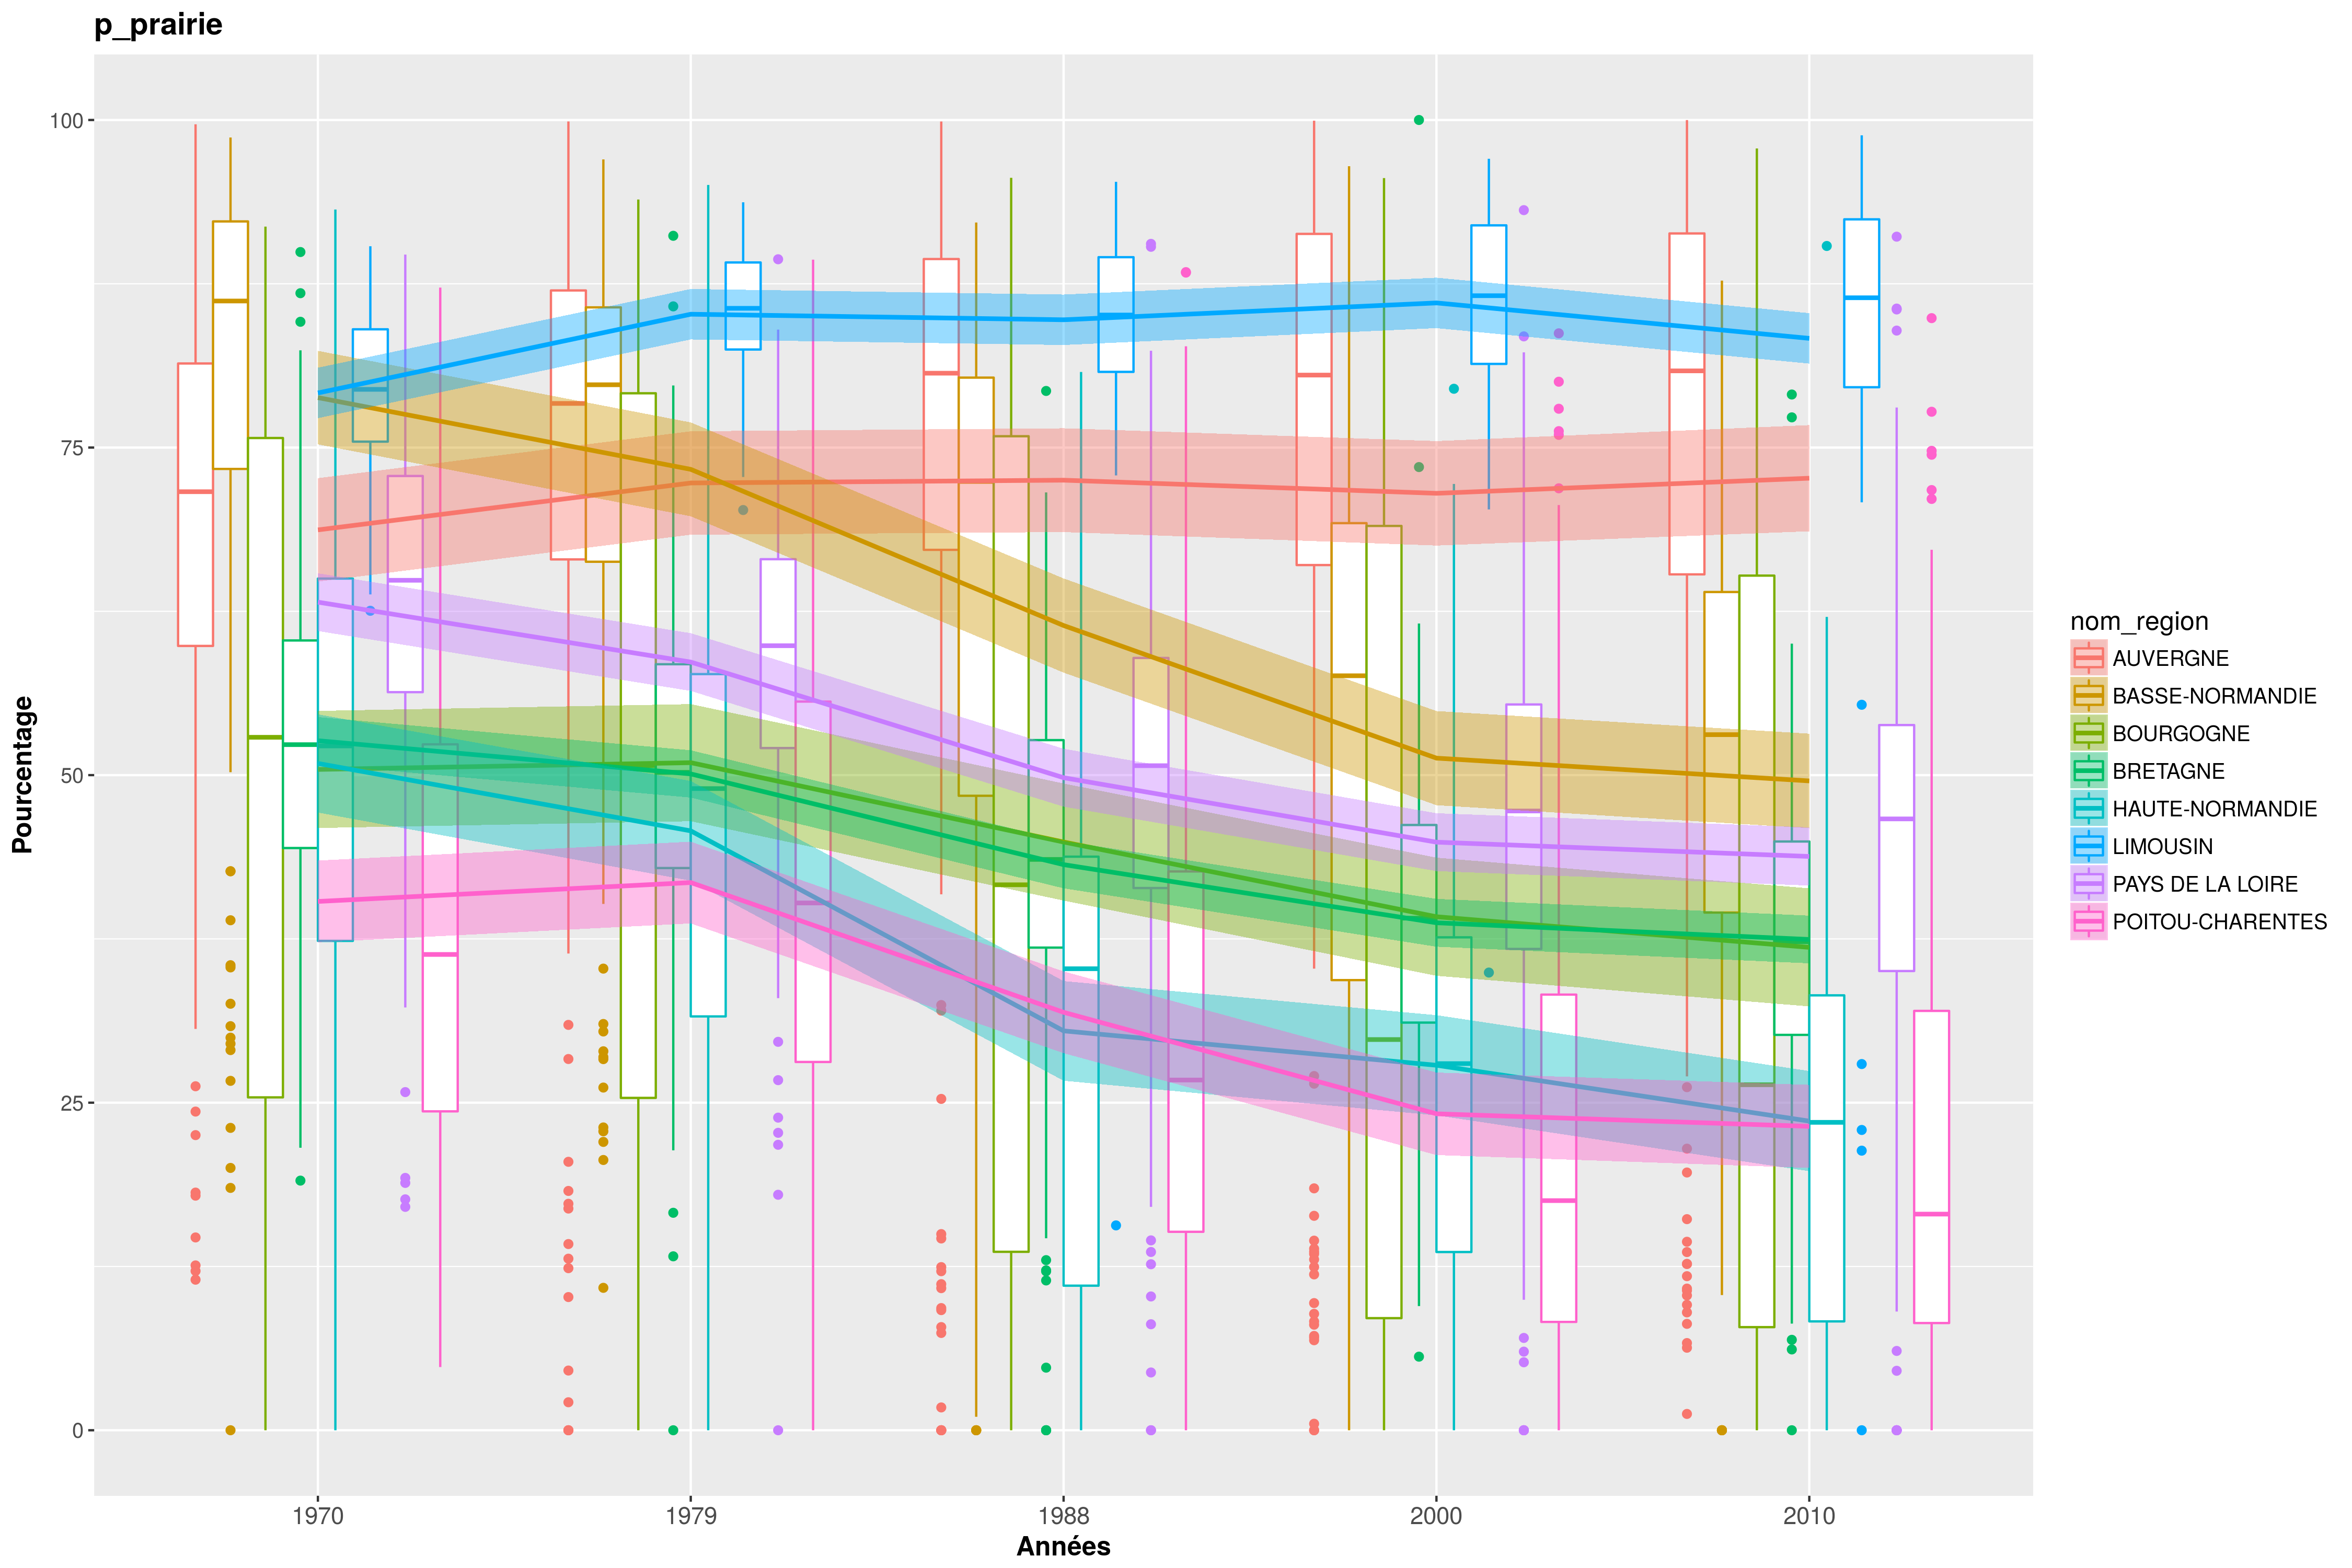 p_prairie
100
75
50
25
0
Pourcentage
1970
1979
1988
2000
2010
Années
nom_region
AUVERGNE
BASSE-NORMANDIE
BOURGOGNE
BRETAGNE
HAUTE-NORMANDIE
LIMOUSIN
PAYS DE LA LOIRE
POITOU-CHARENTES